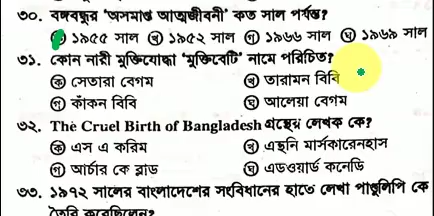 ৩০. বঙ্গবন্ধুর 'অসমাপ্ত আত্মজীবনী' কত সাল পর্যন্ত?
১৯৫৫ সাল (খ) ১৯৫২ সাল (গ) ১৯৬৬ সাল (ঘ) ১৯৬৯ সাল
৩১. কোন নারী মুক্তিযোদ্ধা 'মুক্তিবেটি' নামে পরিচিত?
(ক) সেতারা বেগম (খ) তারামন বিবি
(গ) কাঁকন বিবি (ঘ) আলেয়া বেগম
৩২. The Cruel Birth of Bangladesh গ্রন্থের লেখক কে?
(ক) এস এ করিম (খ) এন্থনি মার্সকারেনহাস
(গ) আর্চার কে ব্লাড (ঘ) এডওয়ার্ড কনেডি
৩৩. ১৯৭২ সালের বাংলাদেশের সংবিধানের হাতে লেখা পাণ্ডুলিপি কে
তৈরি করেছিলেন?